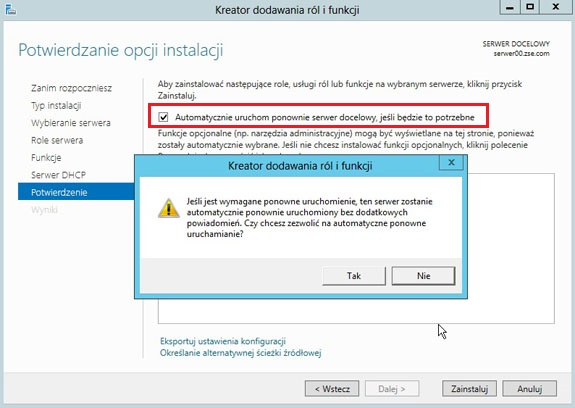 Kreator dodawania ról i funkcji
Potwierdzanie opcji instalacji
SERWER DOCELOWY
serwer00.zse.com
Zanim rozpoczniesz
Typ instalacji
Wybieranie serwera
Role serwera
Funkcje
Serwer DHCP
Potwierdzenie
Wyniki
Aby zainstalować następujące role, usługi ról lub funkcje na wybranym serwerze, kliknij przycisk
Zainstaluj.
Automatycznie uruchom ponownie serwer docelowy, jeśli będzie to potrzebne
Funkcje opcjonalne (np. narzędzia administracyjne) mogą być wyświetlane na tej stronie, ponieważ
zostały automatycznie wybrane. Jeśli nie chcesz instalować funkcji opcjonalnych, kliknij polecenie
Kreator dodawania ról i funkcji
Jeśli jest wymagane ponowne uruchomienie, ten serwer zostanie
automatycznie ponownie uruchomiony bez dodatkowych
powiadomień. Czy chcesz zezwolić na automatyczne ponowne
uruchamianie?
Tak
Nie
Eksportuj ustawienia konfiguracji
Określanie alternatywnej ścieżki źródłowej
< Wstecz
Dalej >
Zainstaluj
Anuluj